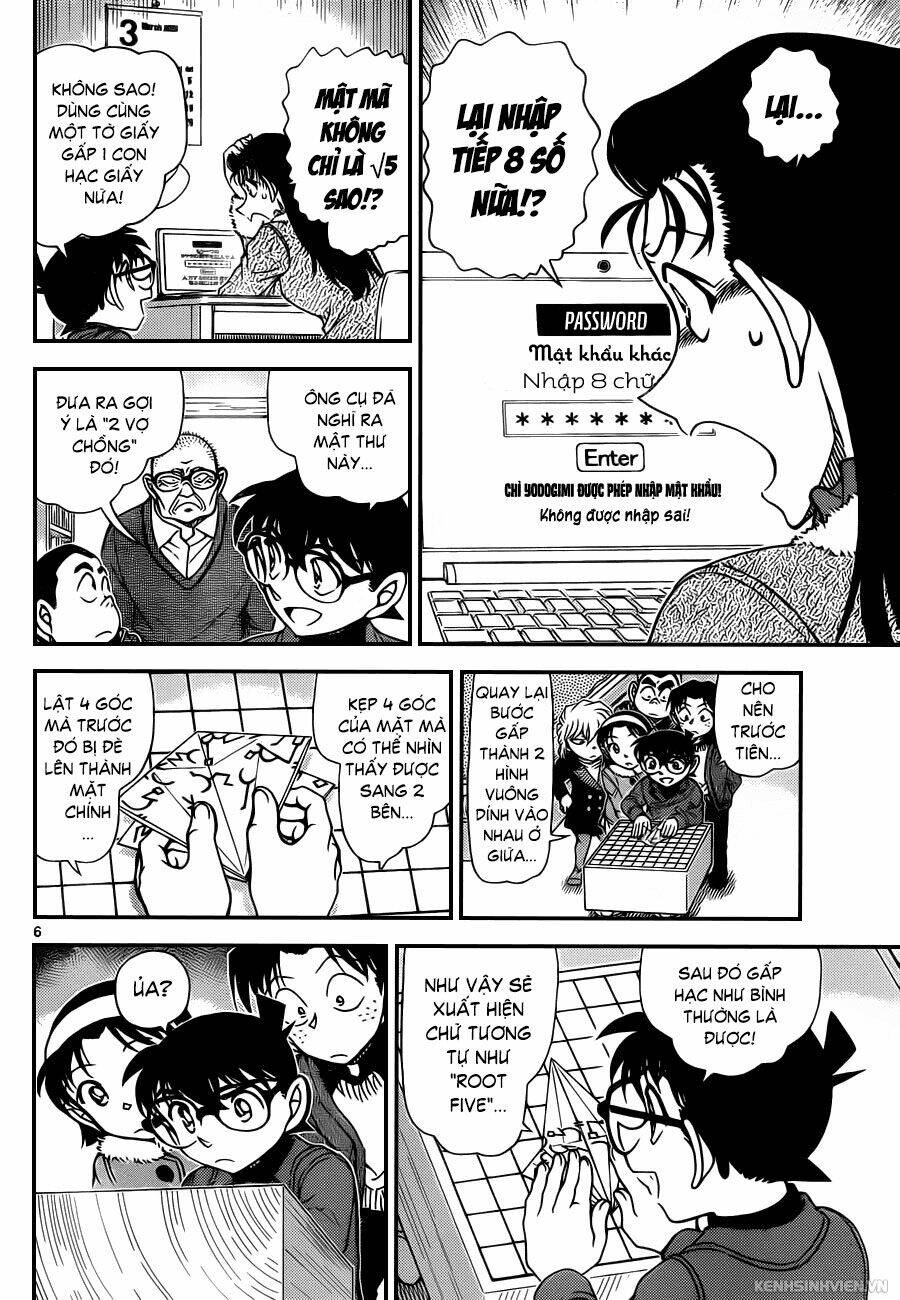 LẠI...
LẠI NHẬP
TIẾP 8 SỐ
NỮA!?
PASSWORD
Mật khẩu khác
Nhập 8 chữ
* * * * * * * *
Enter
CHỈ YODOGIMI ĐƯỢC PHÉP NHẬP MẬT KHẨU!
Không được nhập sai!
3
March
MẬT MÃ
KHÔNG
CHỈ LÀ √5
SAO!?
KHÔNG SAO!
DÙNG CÙNG
MỘT TỜ GIẤY
GẤP 1 CON
HẠC GIẤY
NỮA!
Enter
ÔNG CỤ ĐÃ
NGHĨ RA
MẬT THƯ
NÀY...
ĐƯA RA GỢI
Ý LÀ "2 VỢ
CHỒNG"
ĐÓ!
CHO
NÊN
TRƯỚC
TIÊN...
QUAY LẠI
BƯỚC
GẤP
THÀNH 2
HÌNH
VUÔNG
DÍNH VÀO
NHAU Ở
GIỮA...
KẸP 4 GÓC
CỦA MẶT MÀ
CÓ THỂ NHÌN
THẤY ĐƯỢC
SANG 2
BÊN...
LẬT 4 GÓC
MÀ TRƯỚC
ĐÓ BỊ ĐÈ
LÊN THÀNH
MẶT
CHÍNH
...
6
SAU ĐÓ GẤP
HẠC NHƯ BÌNH
THƯỜNG LÀ
ĐƯỢC!
NHƯ VẬY SẼ
XUẤT HIỆN
CHỮ TƯƠNG
TỰ NHƯ
"ROOT
FIVE"...
ỦA?
KENHSINHVIEN.VN